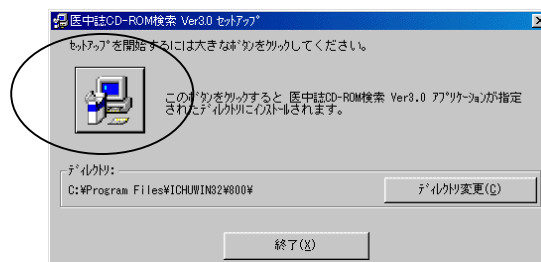 医中誌CD-ROM検索 Ver3.0 ｾｯﾄｱｯﾌﾟ
ｾｯﾄｱｯﾌﾟを開始するには大きなﾎﾞﾀﾝをｸﾘｯｸしてください。
このﾎﾞﾀﾝをｸﾘｯｸすると 医中誌CD-ROM検索 Ver3.0 ｱﾌﾟﾘｹｰｼｮﾝが指定
されたﾃﾞｨﾚｸﾄﾘにｲﾝｽﾄｰﾙされます。
ﾃﾞｨﾚｸﾄﾘ:
C:¥Program Files¥ICHUWIN32¥800¥
ﾃﾞｨﾚｸﾄﾘ変更(C)
終了(X)